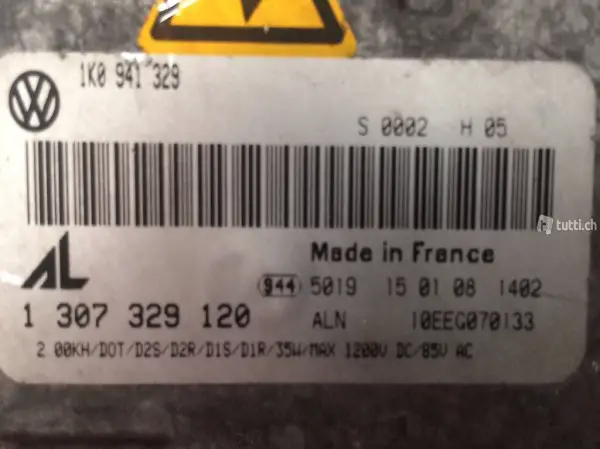 1K0 941 329
S 0002 H 05
tutti.ch
AL
Made in France
944 5019 15 01 08 1402
1 307 329 120 ALN 10EEG070133
2 00KH/DOT/D2S/D2R/D1S/D1R/35W/MAX 1200V DC/85V AC